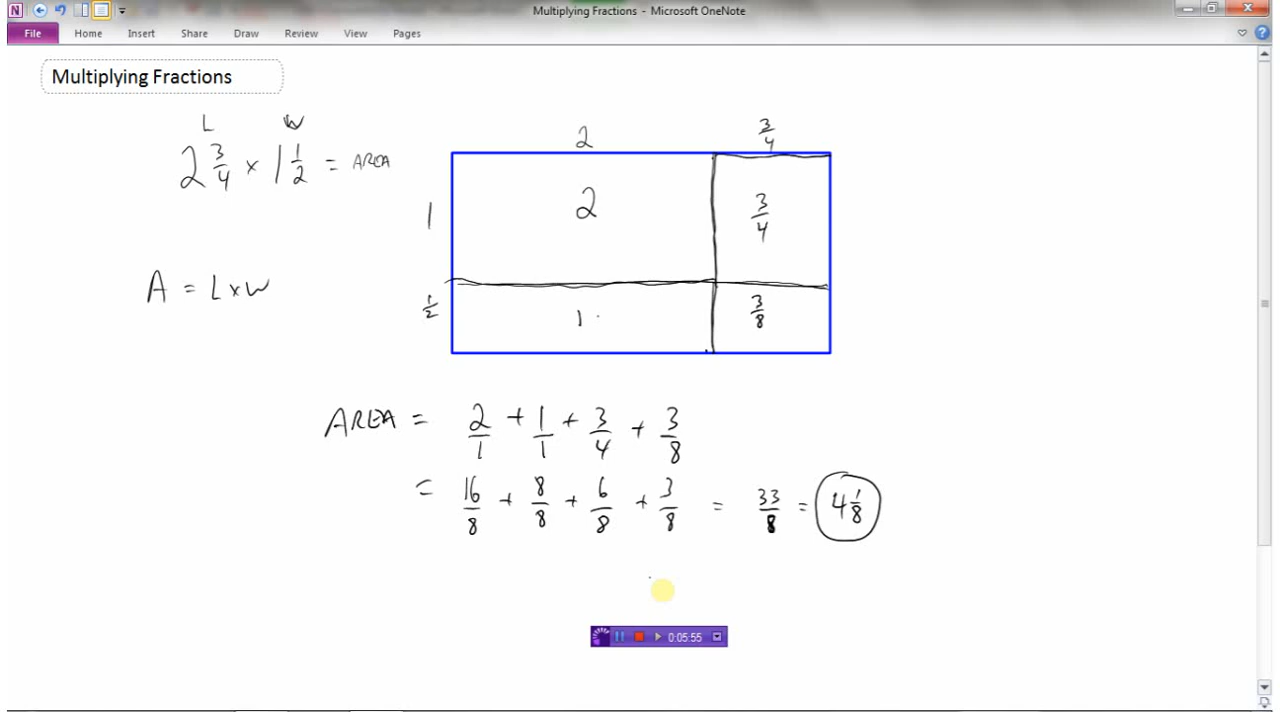 Multiplying Fractions - Microsoft OneNote
File Home Insert Share Draw Review View Pages
Multiplying Fractions
L W
2 3/4 × 1 1/2 = AREA
A = L×W
2 3/4
1 2 3/4
1/2 1 3/8
AREA = 2/1 + 1/1 + 3/4 + 3/8
= 16/8 + 8/8 + 6/8 + 3/8 = 33/8 = 4 1/8
0:05:55